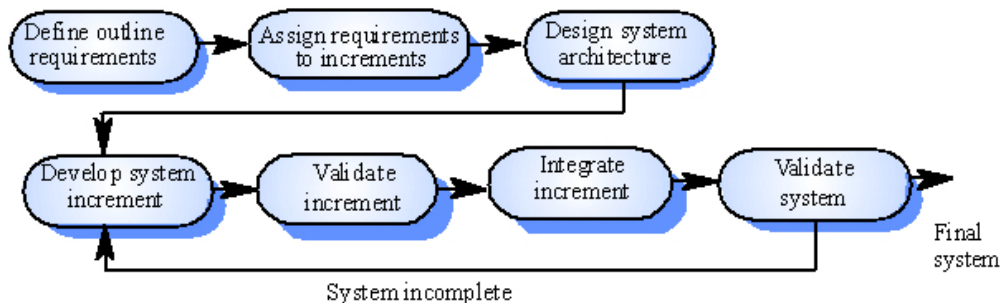 Define outline
requirements
Assign requirements
to increments
Design system
architecture
Develop system
increment
Validate
increment
Integrate
increment
Validate
system
Final
system
System incomplete